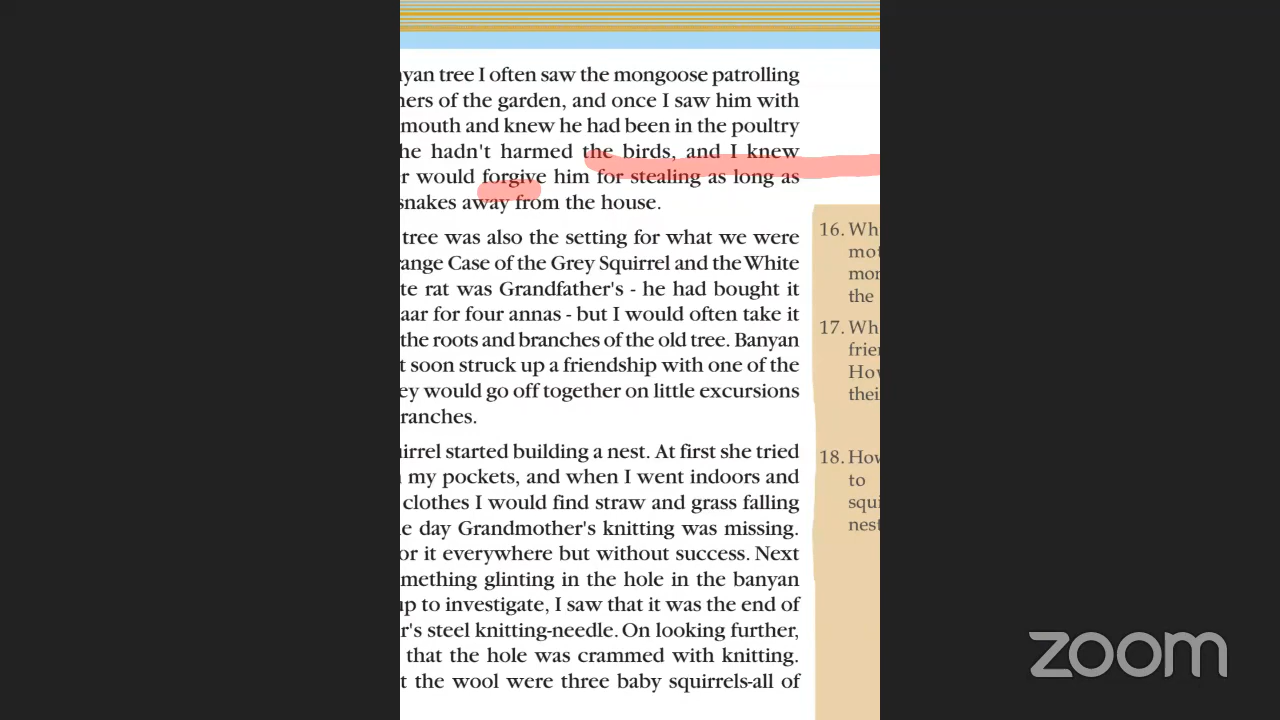 nyan tree I often saw the mongoose patrolling
ners of the garden, and once I saw him with
mouth and knew he had been in the poultry
he hadn't harmed the birds, and I knew
er would forgive him for stealing as long as
snakes away from the house.
tree was also the setting for what we were
range Case of the Grey Squirrel and the White
te rat was Grandfather's - he had bought it
aar for four annas - but I would often take it
the roots and branches of the old tree. Banyan
t soon struck up a friendship with one of the
ey would go off together on little excursions
ranches.
uirrel started building a nest. At first she tried
my pockets, and when I went indoors and
clothes I would find straw and grass falling
e day Grandmother's knitting was missing.
or it everywhere but without success. Next
mething glinting in the hole in the banyan
up to investigate, I saw that it was the end of
r's steel knitting-needle. On looking further,
that the hole was crammed with knitting.
t the wool were three baby squirrels-all of
16. Wh
mot
mor
the
17. Wh
frie
How
thei
18. How
to
squi
nest
zoom